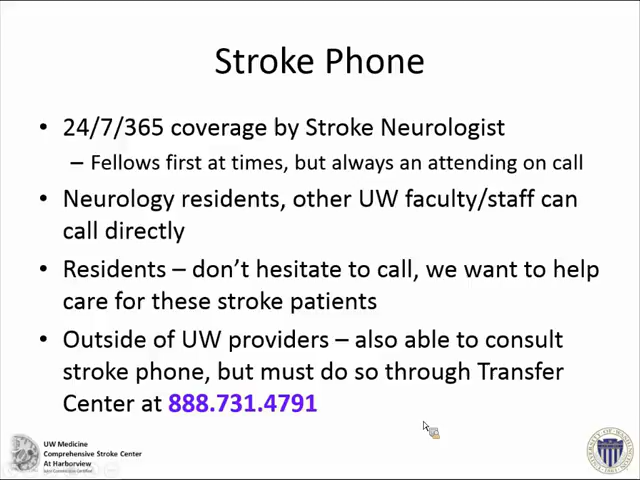 Stroke Phone
• 24/7/365 coverage by Stroke Neurologist
– Fellows first at times, but always an attending on call
• Neurology residents, other UW faculty/staff can
call directly
• Residents – don't hesitate to call, we want to help
care for these stroke patients
• Outside of UW providers – also able to consult
stroke phone, but must do so through Transfer
Center at 888.731.4791
UW Medicine
Comprehensive Stroke Center
At Harborview